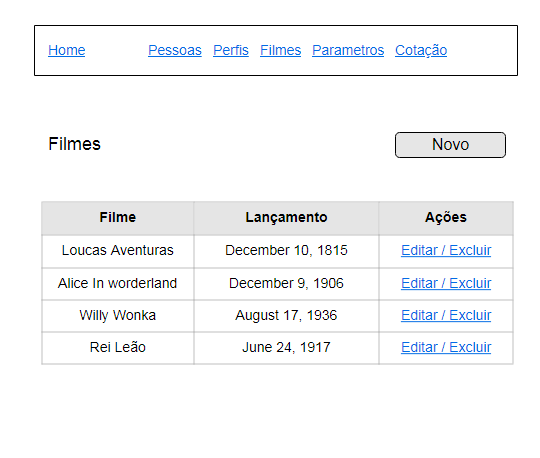 Home Pessoas Perfis Filmes Parametros Cotação
Filmes Novo
Filme Lançamento Ações
Loucas Aventuras December 10, 1815 Editar / Excluir
Alice In worderland December 9, 1906 Editar / Excluir
Willy Wonka August 17, 1936 Editar / Excluir
Rei Leão June 24, 1917 Editar / Excluir